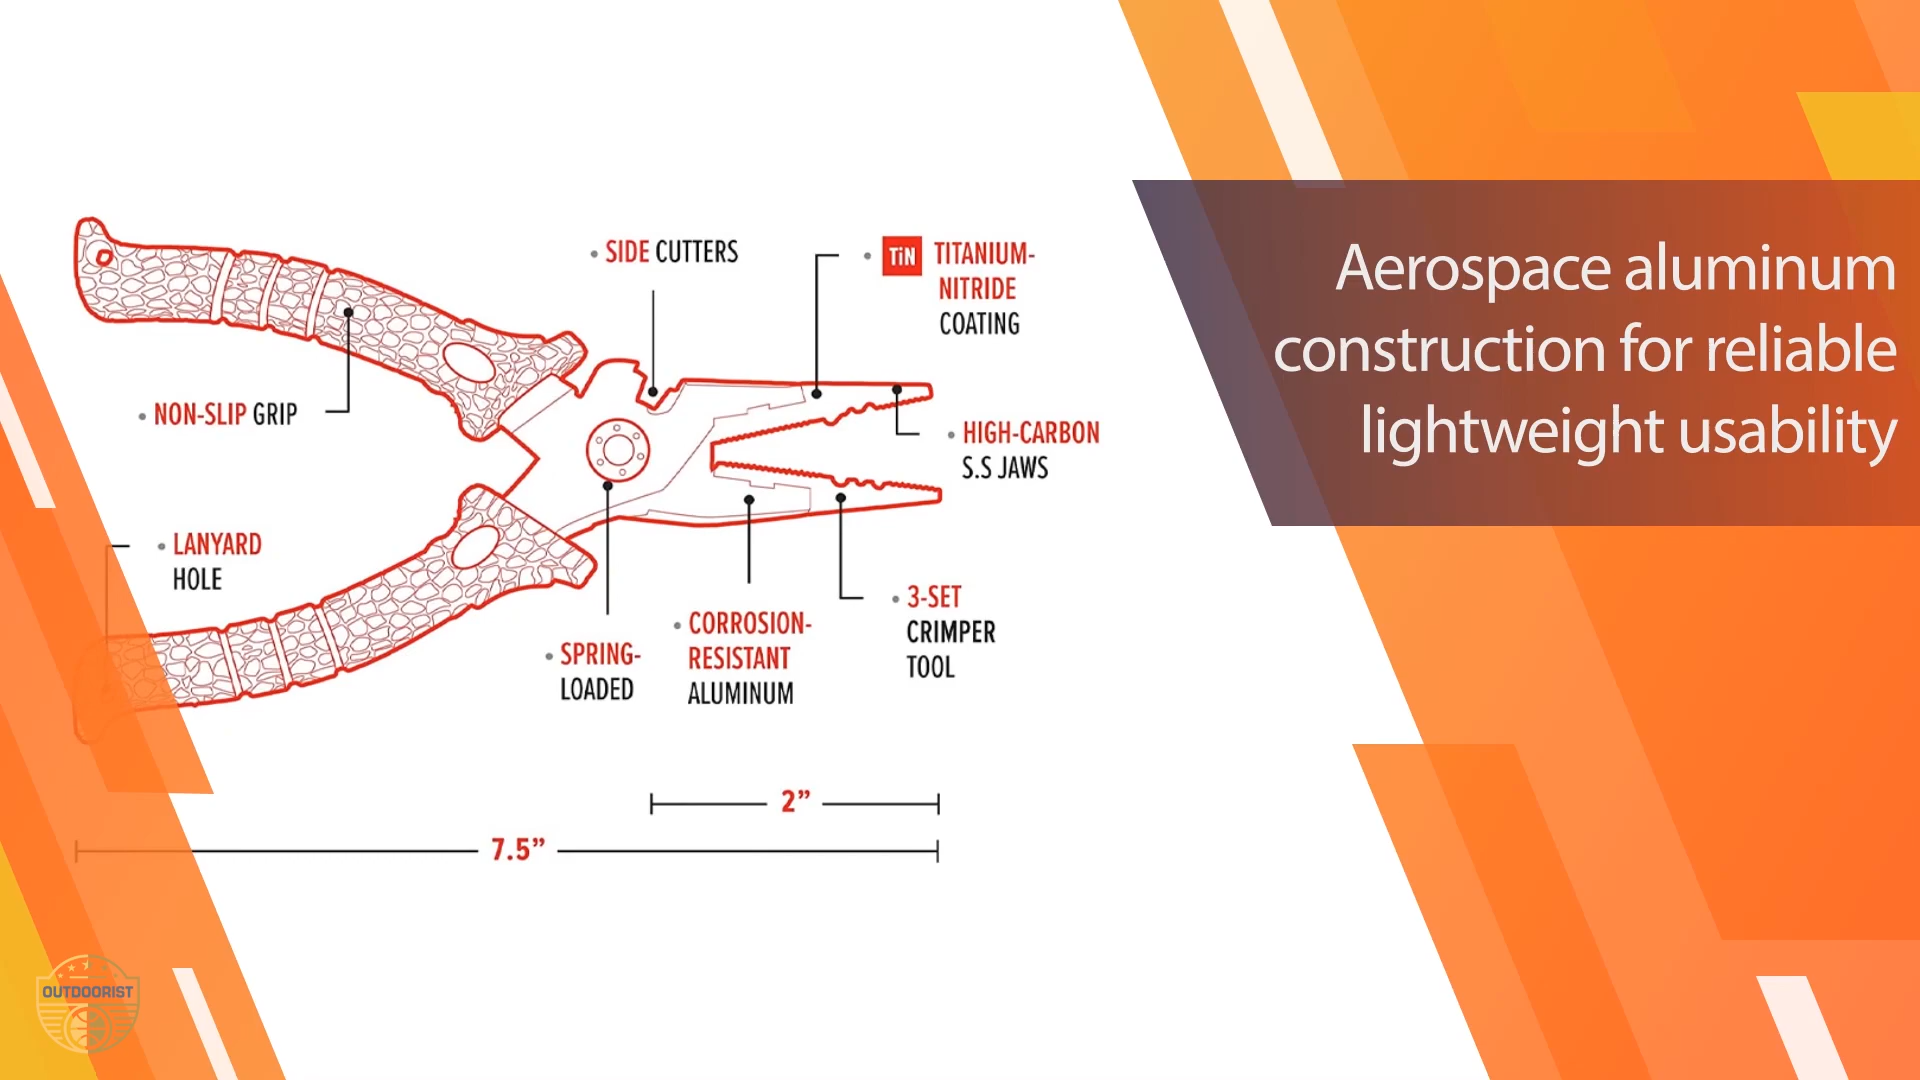 SIDE CUTTERS
TiN TITANIUM-
NITRIDE
COATING
NON-SLIP GRIP
HIGH-CARBON
S.S JAWS
LANYARD
HOLE
SPRING-
LOADED
CORROSION-
RESISTANT
ALUMINUM
3-SET
CRIMPER
TOOL
2”
7.5”
Aerospace aluminum
construction for reliable
lightweight usability
OUTDOORIST